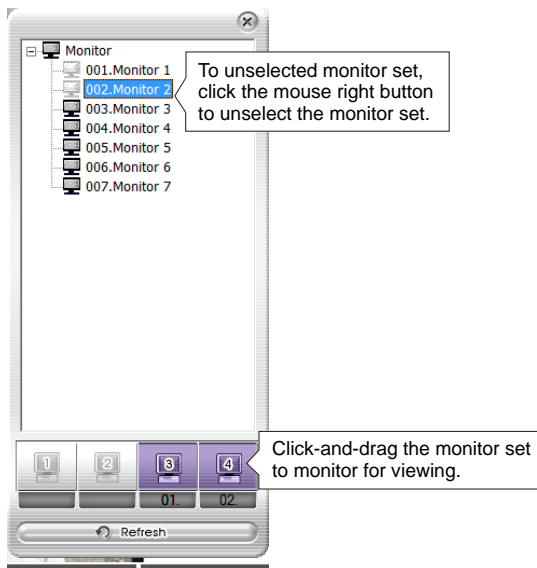 Monitor
001.Monitor 1
002.Monitor 2
003.Monitor 3
004.Monitor 4
005.Monitor 5
006.Monitor 6
007.Monitor 7
To unselected monitor set,
click the mouse right button
to unselect the monitor set.
1 2 3 4
01. 02.
Click-and-drag the monitor set
to monitor for viewing.
Refresh